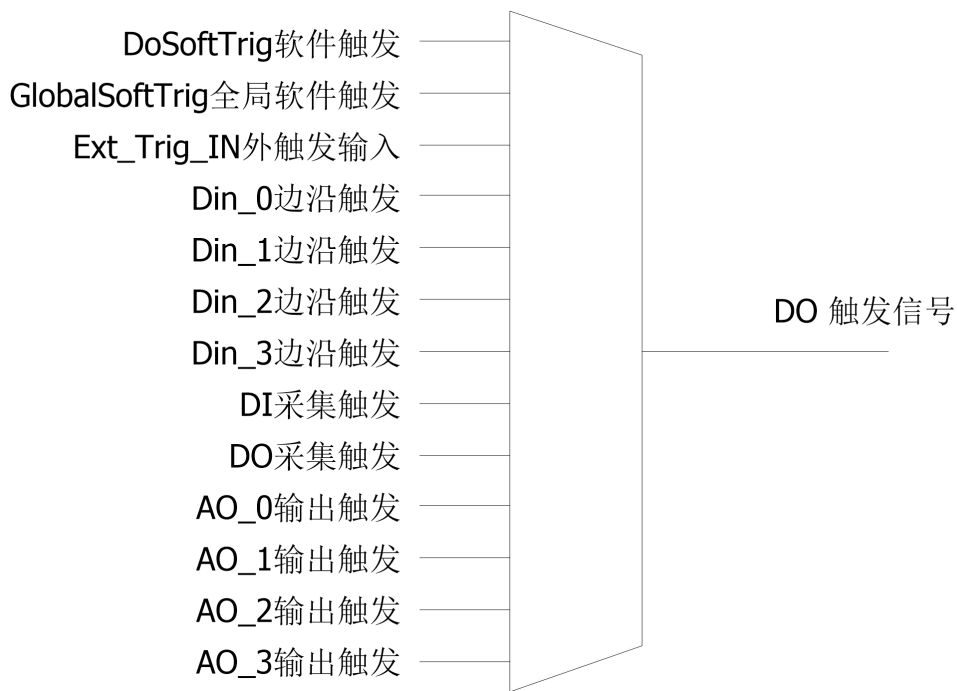 DoSoftTrig软件触发
GlobalSoftTrig全局软件触发
Ext_Trig_IN外触发输入
Din_0边沿触发
Din_1边沿触发
Din_2边沿触发
Din_3边沿触发
DO 触发信号
DI采集触发
DO采集触发
AO_0输出触发
AO_1输出触发
AO_2输出触发
AO_3输出触发